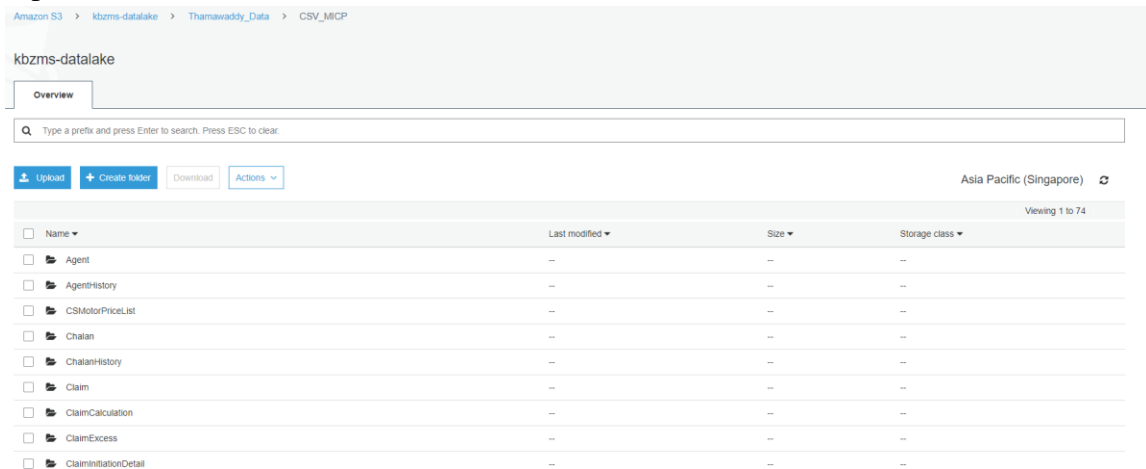 Amazon S3 > kbzms-datalake > Thamawaddy_Data > CSV_MICP
kbzms-datalake
Overview
Type a prefix and press Enter to search. Press ESC to clear.
Upload + Create folder Download Actions Asia Pacific (Singapore)
Viewing 1 to 74
Name Last modified Size Storage class
Agent -- -- --
AgentHistory -- -- --
CSMotorPriceList -- -- --
Chalan -- -- --
ChalanHistory -- -- --
Claim -- -- --
ClaimCalculation -- -- --
ClaimExcess -- -- --
ClaimInitiationDetail -- -- --